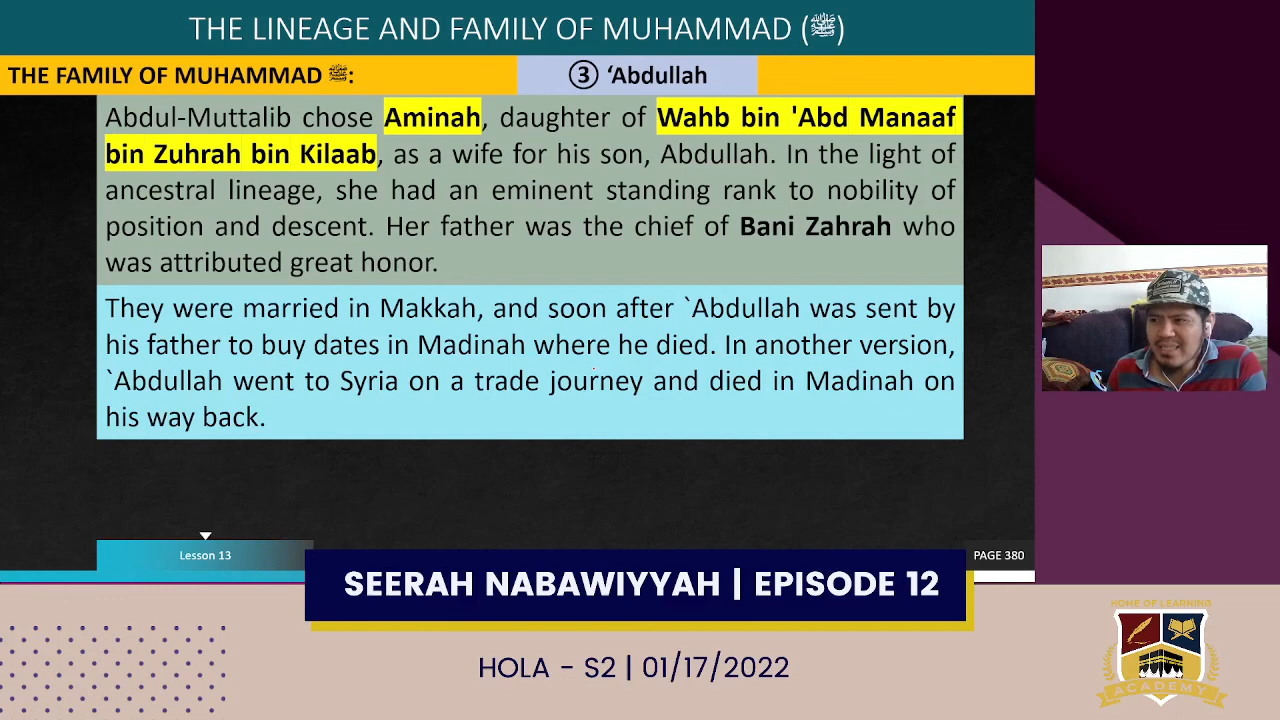 THE LINEAGE AND FAMILY OF MUHAMMAD (ﷺ)
THE FAMILY OF MUHAMMAD ﷺ:
③ ‘Abdullah
Abdul-Muttalib chose Aminah, daughter of Wahb bin 'Abd Manaaf
bin Zuhrah bin Kilaab, as a wife for his son, Abdullah. In the light of
ancestral lineage, she had an eminent standing rank to nobility of
position and descent. Her father was the chief of Bani Zahrah who
was attributed great honor.
They were married in Makkah, and soon after `Abdullah was sent by
his father to buy dates in Madinah where he died. In another version,
`Abdullah went to Syria on a trade journey and died in Madinah on
his way back.
Lesson 13
PAGE 380
SEERAH NABAWIYYAH | EPISODE 12
HOLA - S2 | 01/17/2022
HOME OF LEARNING
ACADEMY